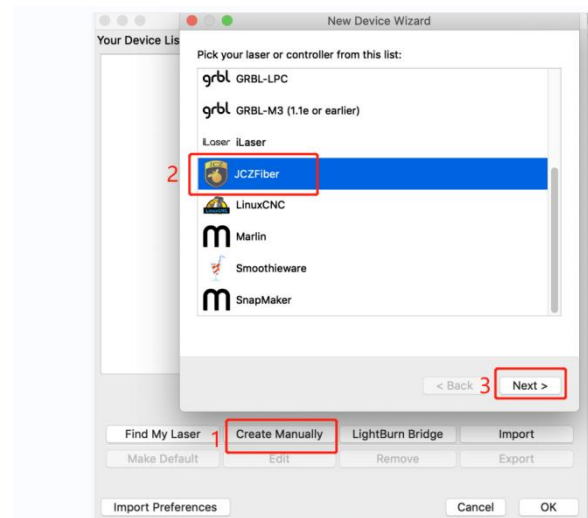 New Device Wizard
Your Device Lis
Pick your laser or controller from this list:
grbl GRBL-LPC
grbl GRBL-M3 (1.1e or earlier)
iLaser iLaser
2
JCZ
JCZFiber
LinuxCNC LinuxCNC
m Marlin
Smoothieware
m SnapMaker
< Back 3 Next >
Find My Laser 1 Create Manually LightBurn Bridge Import
Make Default Edit Remove Export
Import Preferences Cancel OK